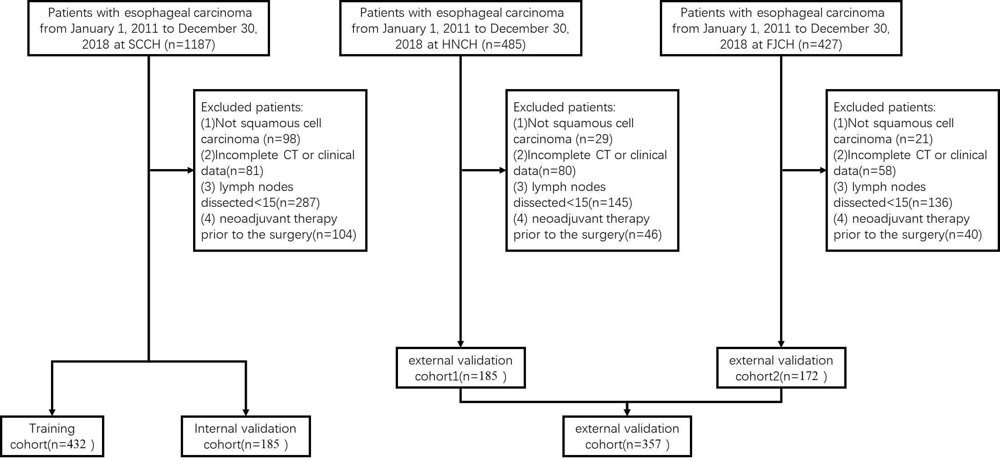 Patients with esophageal carcinoma
from January 1, 2011 to December 30,
2018 at SCCH (n=1187)
Patients with esophageal carcinoma
from January 1, 2011 to December 30,
2018 at HNCH (n=485)
Patients with esophageal carcinoma
from January 1, 2011 to December 30,
2018 at FJCH (n=427)
Excluded patients:
(1)Not squamous cell
carcinoma (n=98)
(2)Incomplete CT or clinical
data(n=81)
(3) lymph nodes
dissected<15(n=287)
(4) neoadjuvant therapy
prior to the surgery(n=104)
Excluded patients:
(1)Not squamous cell
carcinoma (n=29)
(2)Incomplete CT or clinical
data(n=80)
(3) lymph nodes
dissected<15(n=145)
(4) neoadjuvant therapy
prior to the surgery(n=46)
Excluded patients:
(1)Not squamous cell
carcinoma (n=21)
(2)Incomplete CT or clinical
data(n=58)
(3) lymph nodes
dissected<15(n=136)
(4) neoadjuvant therapy
prior to the surgery(n=40)
external validation
cohort1(n=185 )
external validation
cohort2(n=172 )
Training
cohort(n=432 )
Internal validation
cohort(n=185 )
external validation
cohort(n=357 )